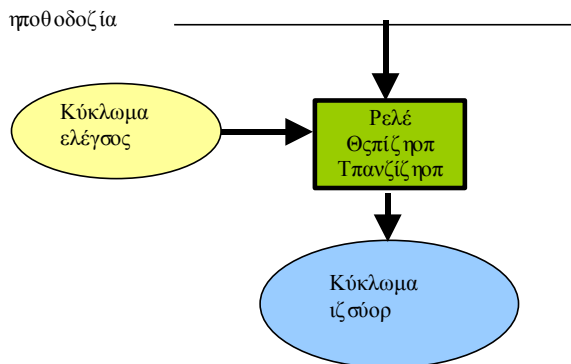 ηποθοδοζία
Κύκλωμα
ελέγσος
Ρελέ
Θςπίζηοπ
Τπανζίζηοπ
Κύκλωμα
ιζσύορ